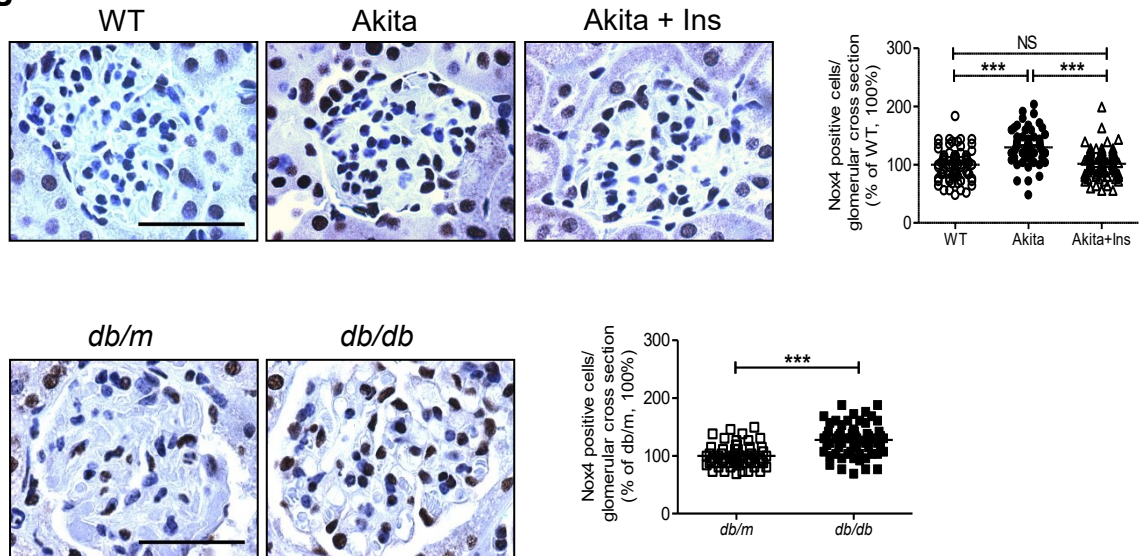 WT
Akita
Akita + Ins
Nox4 positive cells/
glomerular cross section
(% of WT, 100%)
300
200
100
0
NS
***
***
WT
Akita
Akita+Ins
db/m
db/db
Nox4 positive cells/
glomerular cross section
(% of db/m, 100%)
300
200
100
0
***
db/m
db/db